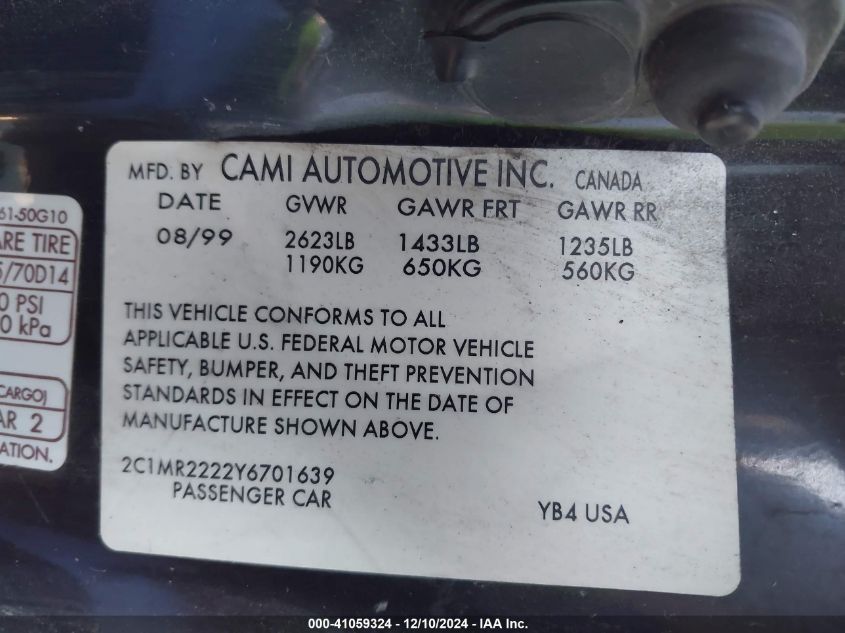 MFD. BY CAMI AUTOMOTIVE INC. CANADA
DATE GVWR GAWR FRT GAWR RR
08/99 2623LB 1433LB 1235LB
1190KG 650KG 560KG
THIS VEHICLE CONFORMS TO ALL
APPLICABLE U.S. FEDERAL MOTOR VEHICLE
SAFETY, BUMPER, AND THEFT PREVENTION
STANDARDS IN EFFECT ON THE DATE OF
MANUFACTURE SHOWN ABOVE.
2C1MR2222Y6701639
PASSENGER CAR YB4 USA
61-50G10
ARE TIRE
5/70D14
0 PSI
0 kPa
CARGO)
AR 2
ATION.
000-41059324 - 12/10/2024 - IAA Inc.